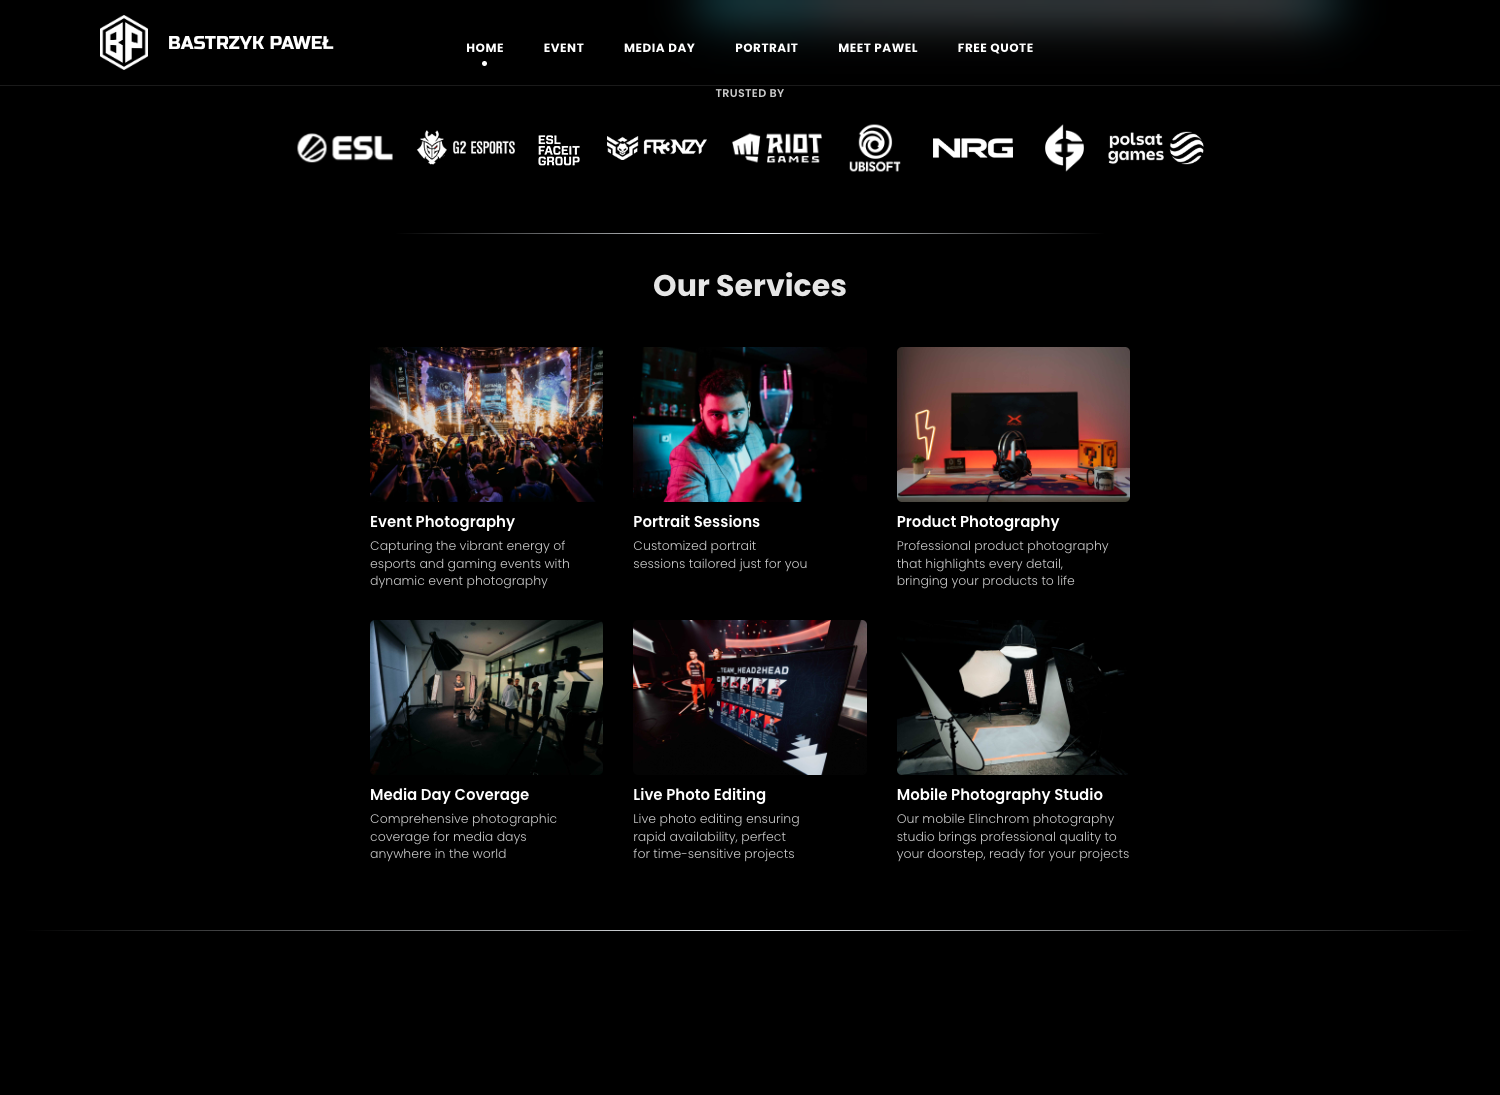 BP
BASTRZYK PAWEŁ
HOME
EVENT
MEDIA DAY
PORTRAIT
MEET PAWEL
FREE QUOTE
TRUSTED BY
ESL
G2 ESPORTS
ESL
FACEIT
GROUP
FR3NZY
RIOT
GAMES
UBISOFT
NRG
polsat
games
Our Services
Event Photography
Capturing the vibrant energy of
esports and gaming events with
dynamic event photography
Portrait Sessions
Customized portrait
sessions tailored just for you
Product Photography
Professional product photography
that highlights every detail,
bringing your products to life
TEAM_HEAD2HEAD
Media Day Coverage
Comprehensive photographic
coverage for media days
anywhere in the world
Live Photo Editing
Live photo editing ensuring
rapid availability, perfect
for time-sensitive projects
Mobile Photography Studio
Our mobile Elinchrom photography
studio brings professional quality to
your doorstep, ready for your projects